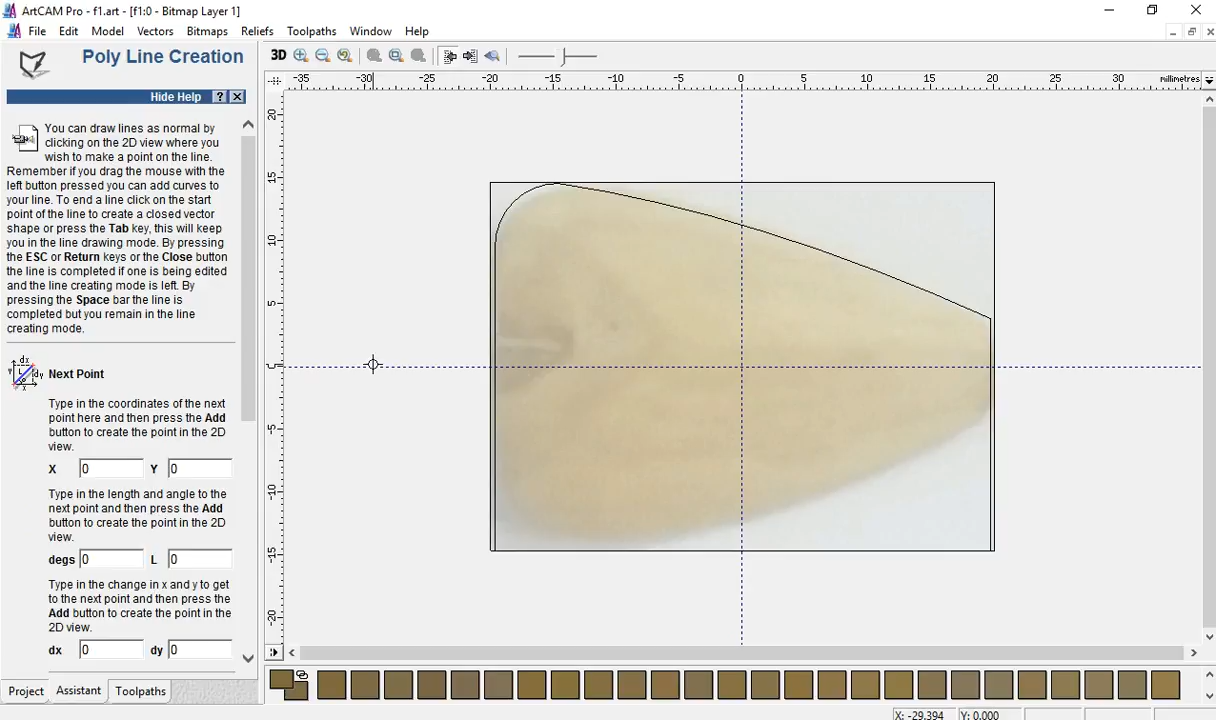 ArtCAM Pro - f1.art - [f1:0 - Bitmap Layer 1]
File Edit Model Vectors Bitmaps Reliefs Toolpaths Window Help
Poly Line Creation
Hide Help ? X
You can draw lines as normal by
clicking on the 2D view where you
wish to make a point on the line.
Remember if you drag the mouse with the
left button pressed you can add curves to
your line. To end a line click on the start
point of the line to create a closed vector
shape or press the Tab key, this will keep
you in the line drawing mode. By pressing
the ESC or Return keys or the Close button
the line is completed if one is being edited
and the line creating mode is left. By
pressing the Space bar the line is
completed but you remain in the line
creating mode.
dx
dy
L
x
Next Point
Type in the coordinates of the next
point here and then press the Add
button to create the point in the 2D
view.
X 0 Y 0
Type in the length and angle to the
next point and then press the Add
button to create the point in the 2D
view.
degs 0 L 0
Type in the change in x and y to get
to the next point and then press the
Add button to create the point in the
2D view.
dx 0 dy 0
Project Assistant Toolpaths
3D
-35 -30 -25 -20 -15 -10 -5 0 5 10 15 20 25 30 millimetres
20
15
10
5
0
-5
-10
-15
-20
X: -29.394 Y: 0.000